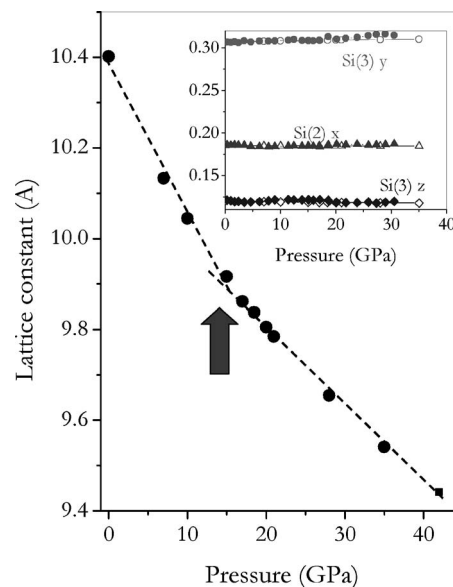 10.4
10.2
10.0
9.8
9.6
9.4
Lattice constant (A)
0 10 20 30 40
Pressure (GPa)
0.30
0.25
0.20
0.15
Si(3) y
Si(2) x
Si(3) z
0 10 20 30 40
Pressure (GPa)